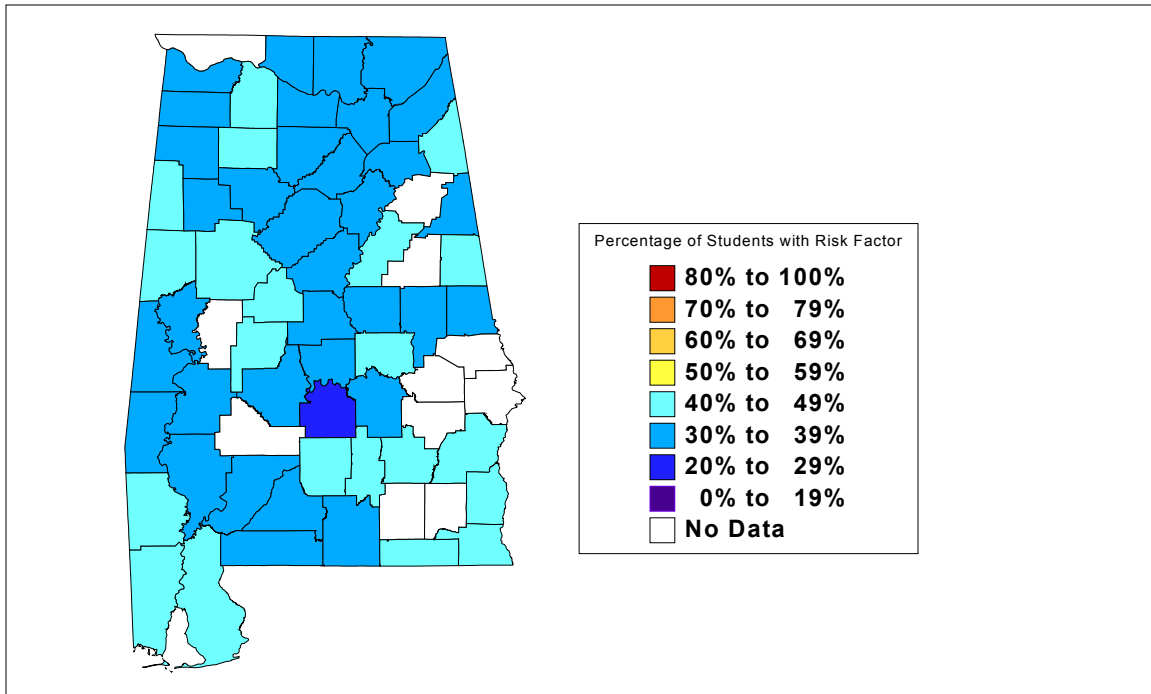 Percentage of Students with Risk Factor
80% to 100%
70% to 79%
60% to 69%
50% to 59%
40% to 49%
30% to 39%
20% to 29%
0% to 19%
No Data